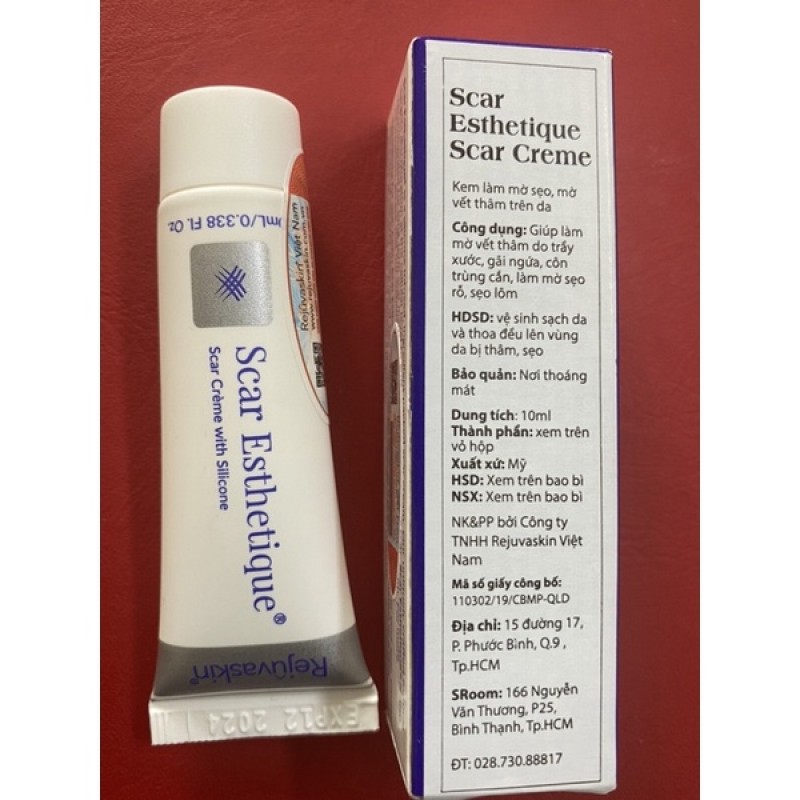 mL/0.338 Fl. Oz
Rejuvaskin® Việt Nam
www.rejuvaskin.com.vn
Scar Esthetique®
Scar Crème with Silicone
Rejûvaskin®
EXP12 2024
Scar
Esthetique
Scar Creme
Kem làm mờ sẹo, mờ
vết thâm trên da
Công dụng: Giúp làm
mờ vết thâm do trầy
xước, gãi ngứa, côn
trùng cắn, làm mờ sẹo
rỗ, sẹo lõm
HDSD: vệ sinh sạch da
và thoa đều lên vùng
da bị thâm, sẹo
Bảo quản: Nơi thoáng
mát
Dung tích: 10ml
Thành phần: xem trên
vỏ hộp
Xuất xứ: Mỹ
HSD: Xem trên bao bì
NSX: Xem trên bao bì
NK&PP bởi Công ty
TNHH Rejuvaskin Việt
Nam
Mã số giấy công bố:
110302/19/CBMP-QLD
Địa chỉ: 15 đường 17,
P. Phước Bình, Q.9 ,
Tp.HCM
SRoom: 166 Nguyễn
Văn Thương, P25,
Bình Thạnh, Tp.HCM
ĐT: 028.730.88817